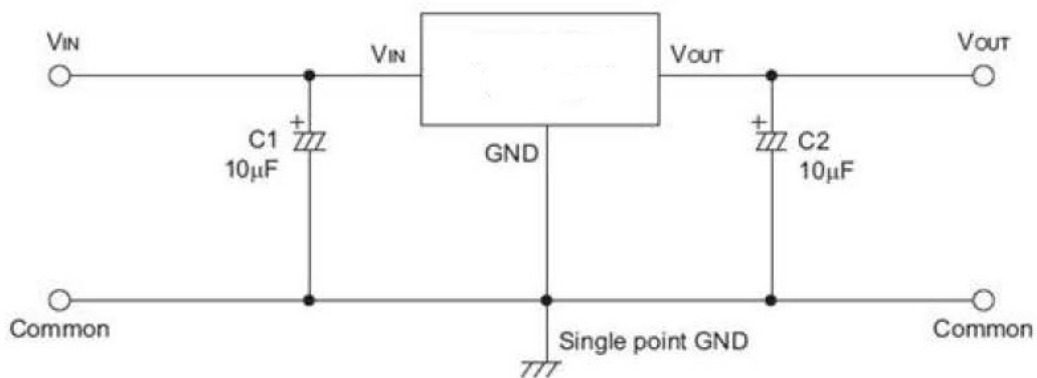 VIN
VIN
VOUT
VOUT
+
C1
10μF
GND
+
C2
10μF
Common
Single point GND
Common